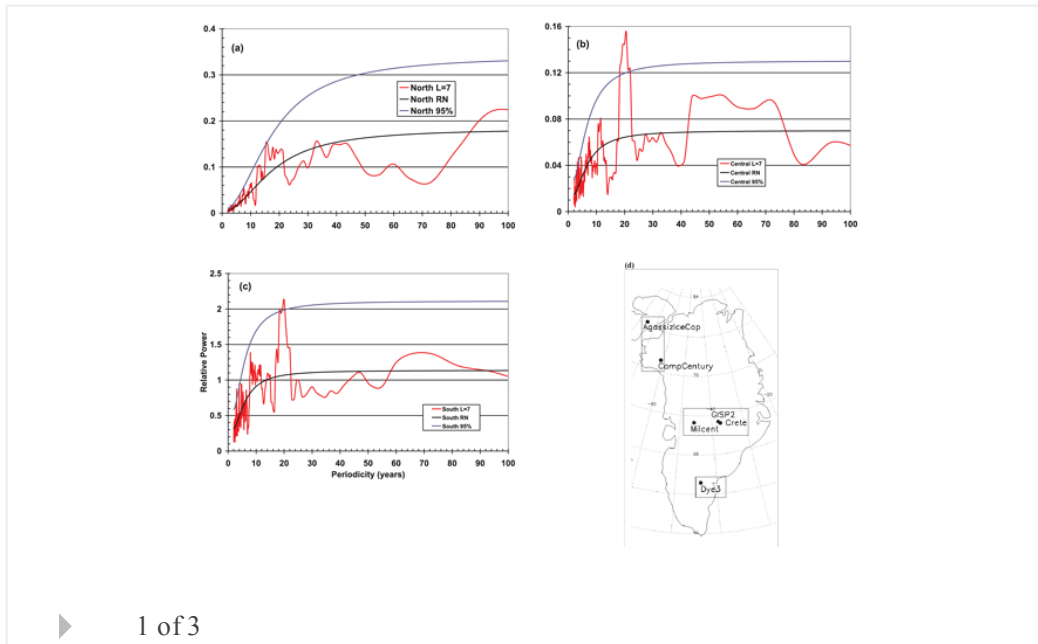 (a)
North L=7
North RN
North 95%
0.4
0.3
0.2
0.1
0
0 10 20 30 40 50 60 70 80 90 100
(b)
0.16
0.12
0.08
0.04
0
Central L=7
Central RN
Central 95%
0 10 20 30 40 50 60 70 80 90 100
(c)
Relative Power
2.5
2
1.5
1
0.5
0
South L=7
South RN
South 95%
0 10 20 30 40 50 60 70 80 90 100
Periodicity (years)
(d)
AgassizIceCap
CampCentury
GISP2
Crete
Milcent
Dye3
1 of 3